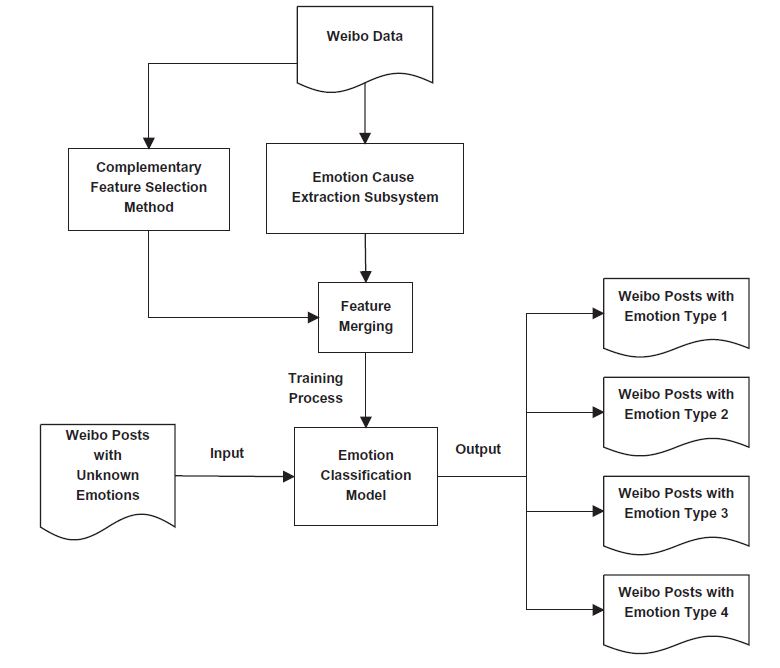 Weibo Data
Complementary
Feature Selection
Method
Emotion Cause
Extraction Subsystem
Feature
Merging
Training
Process
Weibo Posts
with
Unknown
Emotions
Input
Emotion
Classification
Model
Output
Weibo Posts with
Emotion Type 1
Weibo Posts with
Emotion Type 2
Weibo Posts with
Emotion Type 3
Weibo Posts with
Emotion Type 4